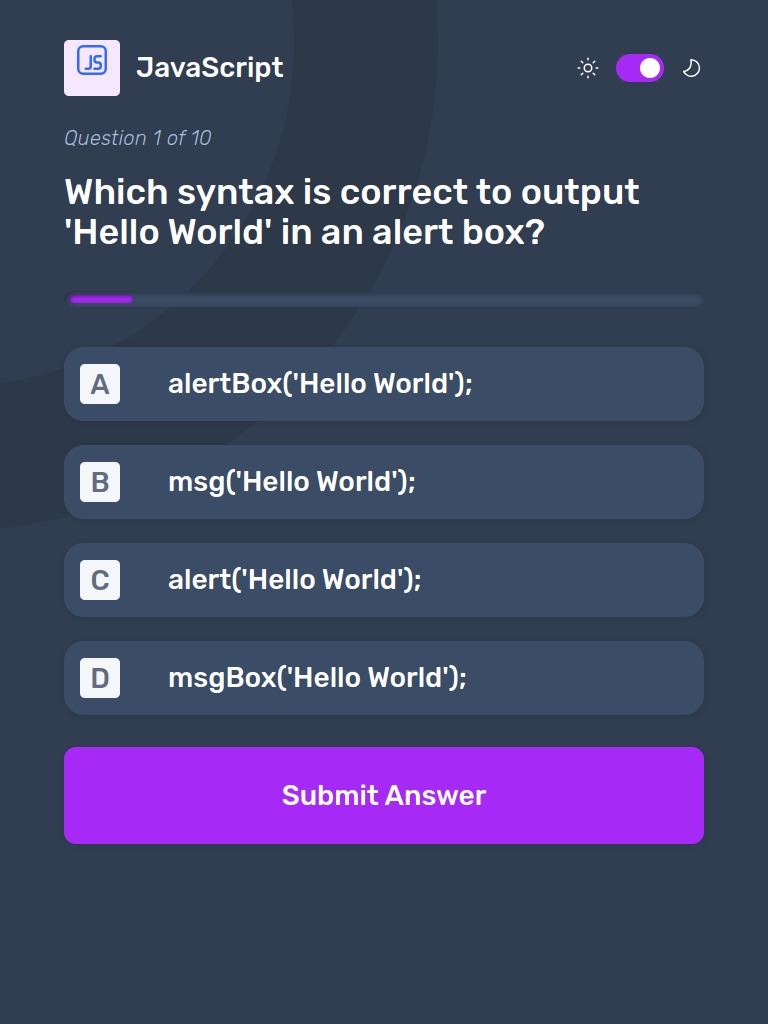 JS
JavaScript
Question 1 of 10
Which syntax is correct to output
'Hello World' in an alert box?
A alertBox('Hello World');
B msg('Hello World');
C alert('Hello World');
D msgBox('Hello World');
Submit Answer